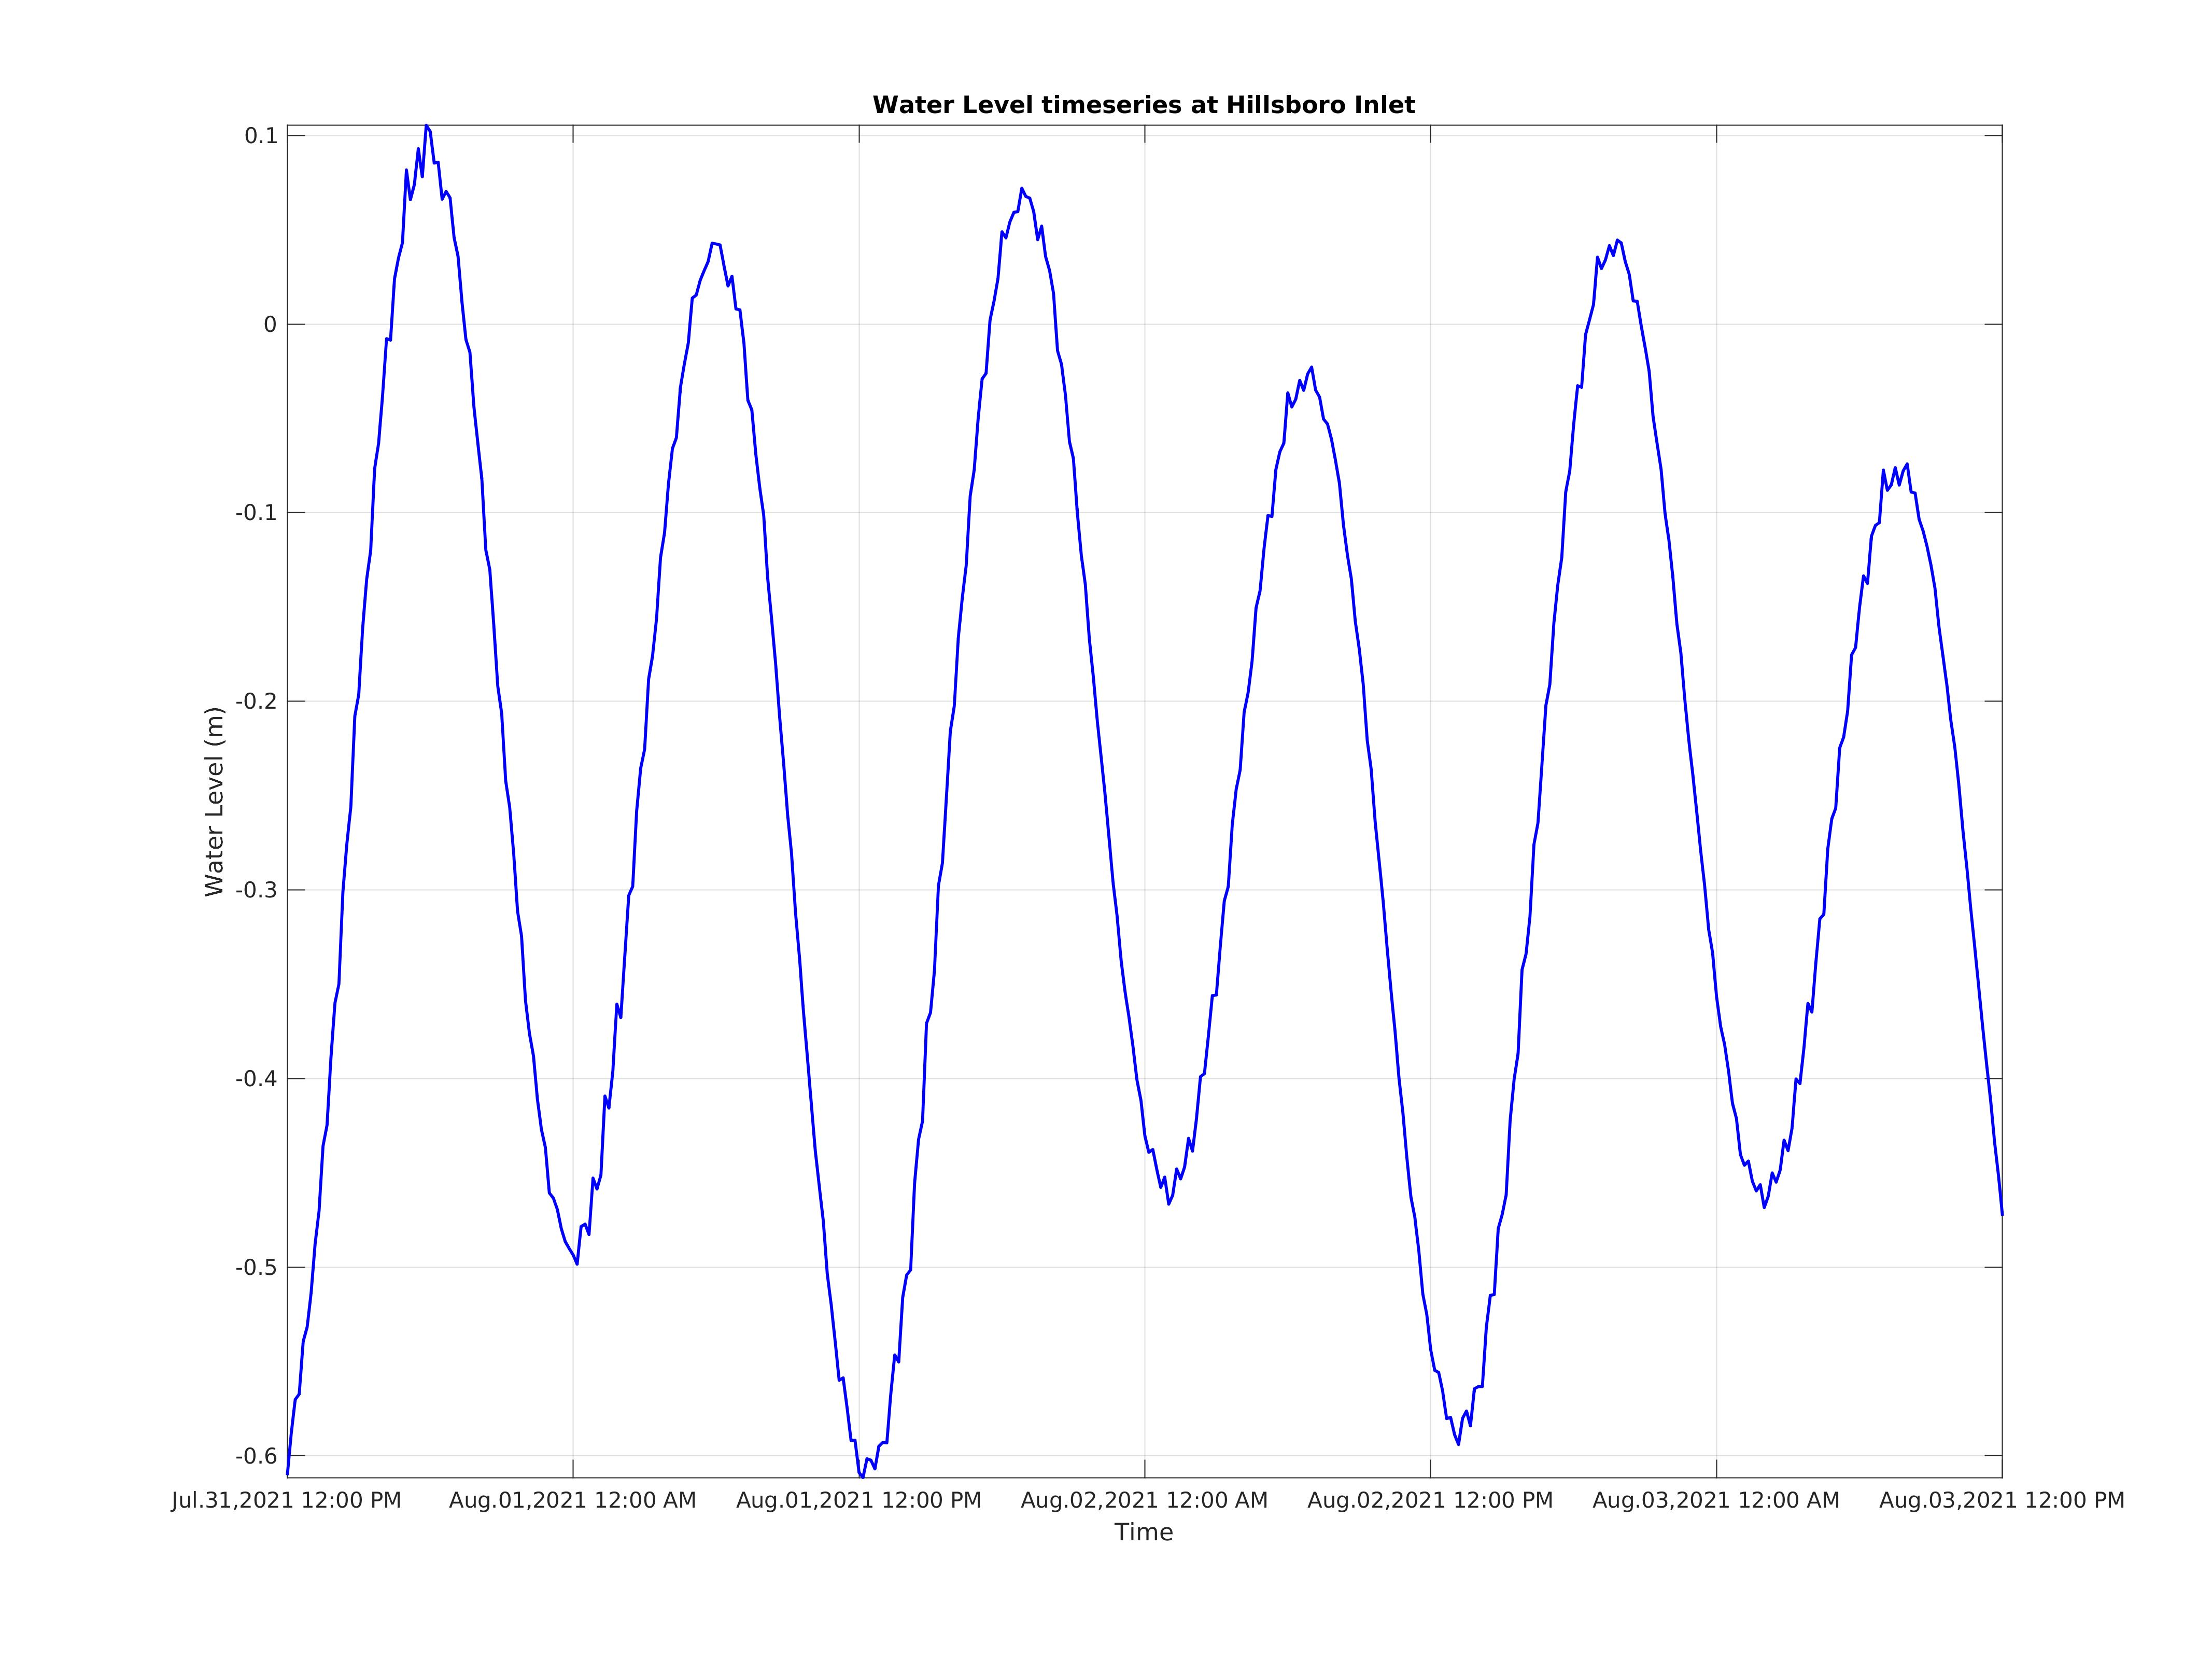 Water Level timeseries at Hillsboro Inlet
0.1
0
-0.1
-0.2
-0.3
-0.4
-0.5
-0.6
Water Level (m)
Jul.31,2021 12:00 PM Aug.01,2021 12:00 AM Aug.01,2021 12:00 PM Aug.02,2021 12:00 AM Aug.02,2021 12:00 PM Aug.03,2021 12:00 AM Aug.03,2021 12:00 PM
Time